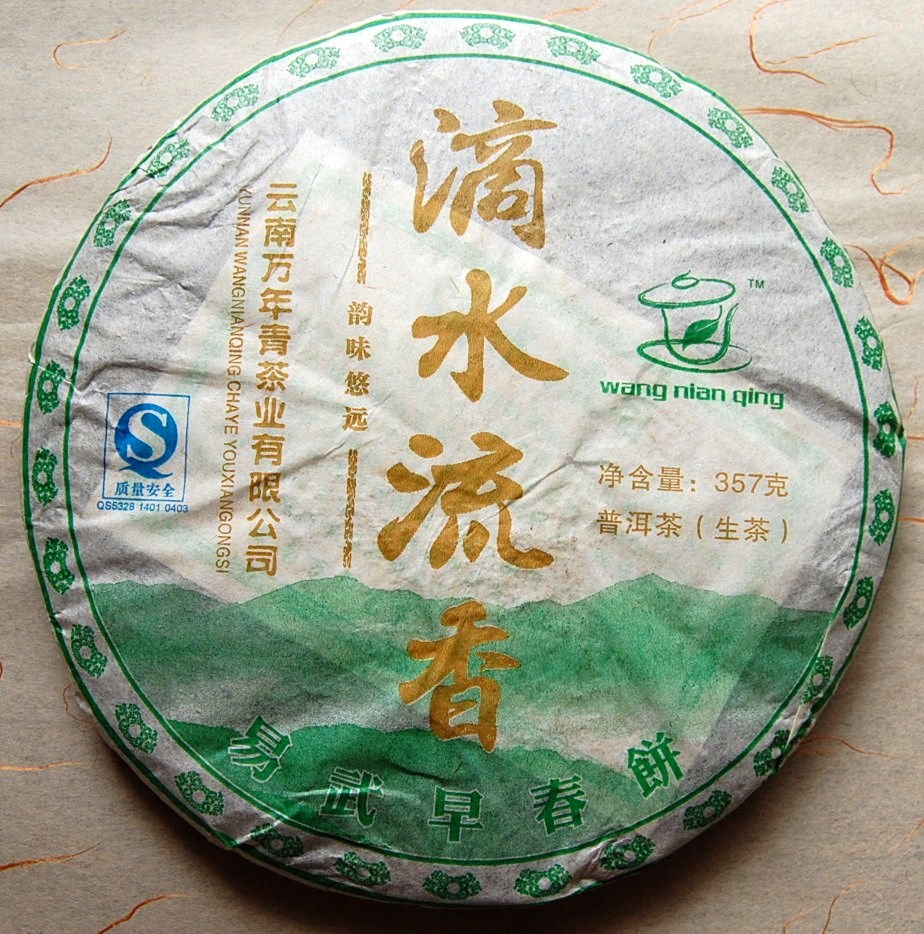 滴水流香
韵味悠远
云南万年青茶业有限公司
YUNNAN WANGNIANQING CHAYE YOUXIANGONGSI
质量安全
QS5328 1401 0403
TM
wang nian qing
净含量：357克
普洱茶（生茶）
易武早春餅